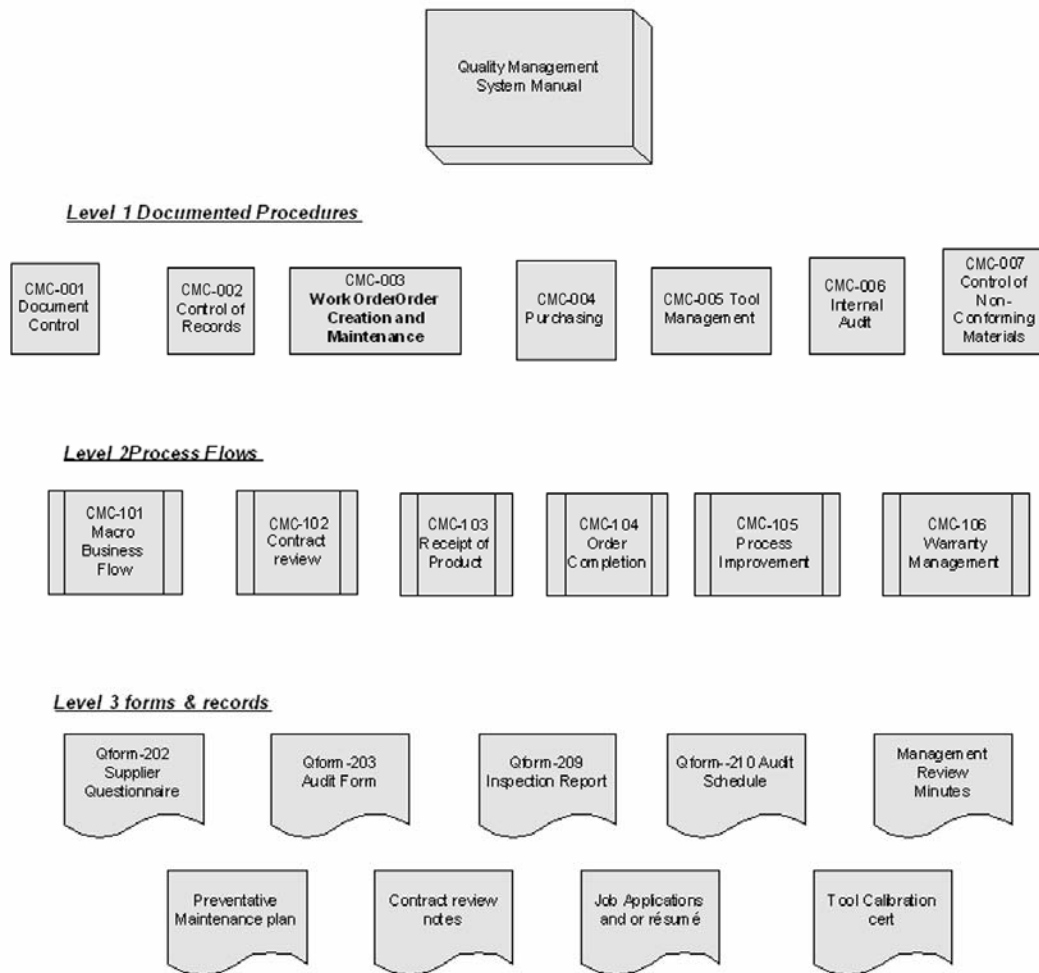 Quality Management
System Manual
Level 1 Documented Procedures
CMC-001
Document
Control
CMC-002
Control of
Records
CMC-003
Work OrderOrder
Creation and
Maintenance
CMC-004
Purchasing
CMC-005 Tool
Management
CMC-006
Internal
Audit
CMC-007
Control of
Non-
Conforming
Materials
Level 2Process Flows
CMC-101
Macro
Business
Flow
CMC-102
Contract
review
CMC-103
Receipt of
Product
CMC-104
Order
Completion
CMC-105
Process
Improvement
CMC-106
Warranty
Management
Level 3 forms & records
Qform-202
Supplier
Questionnaire
Qform-203
Audit Form
Qform-209
Inspection Report
Qform--210 Audit
Schedule
Management
Review
Minutes
Preventative
Maintenance plan
Contract review
notes
Job Applications
and or résumé
Tool Calibration
cert